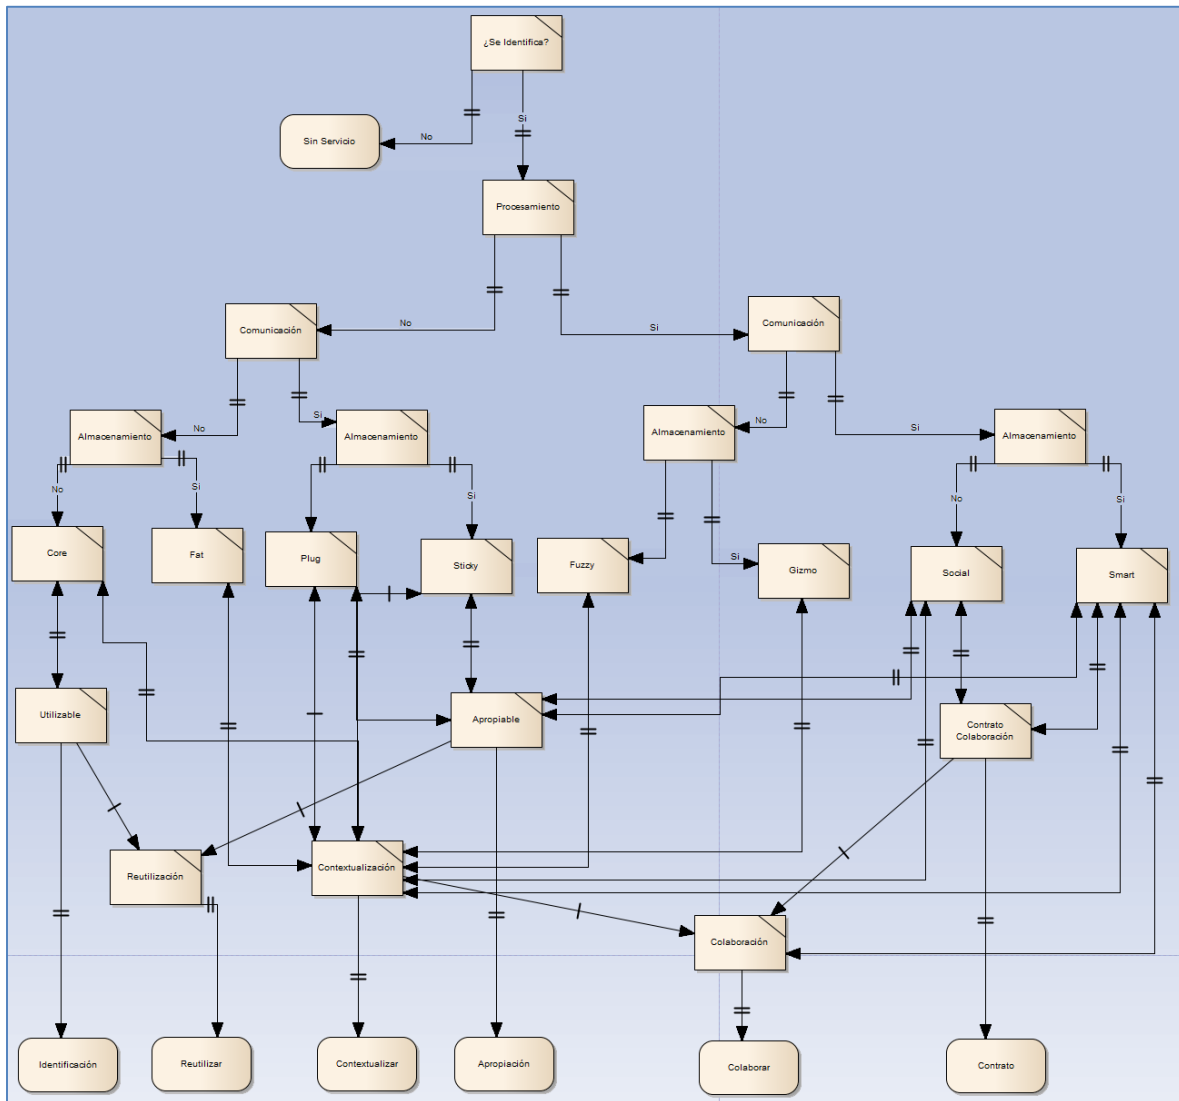 ¿Se Identifica?
Si
No
Sin Servicio
Procesamiento
Comunicación
Comunicación
No
Si
Almacenamiento
Almacenamiento
Almacenamiento
Almacenamiento
No
Si
No
Si
No
Si
Si
No
Si
Si
Core
Fat
Plug
Sticky
Fuzzy
Gizmo
Social
Smart
Utilizable
Apropiable
Contrato
Colaboración
Reutilización
Contextualización
Colaboración
Identificación
Reutilizar
Contextualizar
Apropiación
Colaborar
Contrato